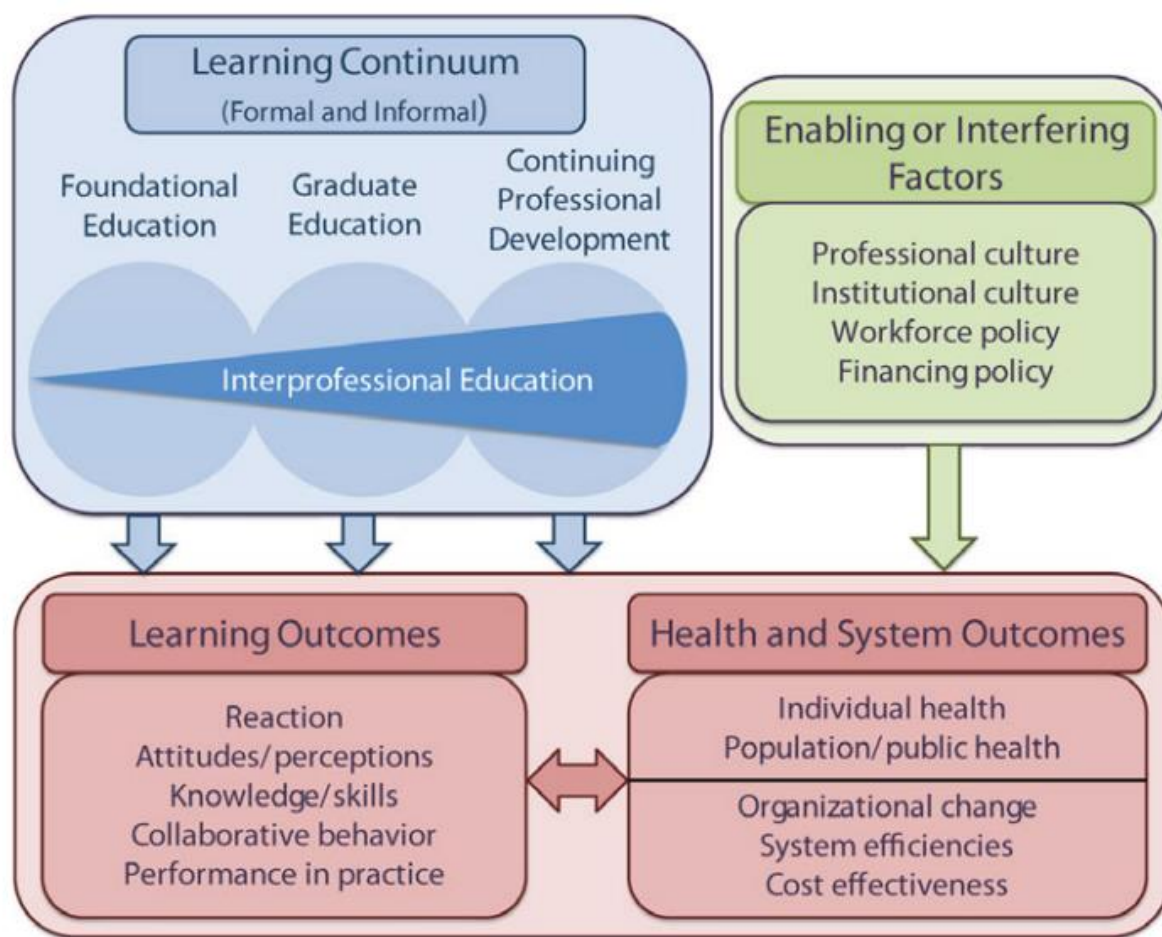 Learning Continuum
(Formal and Informal)
Foundational
Education
Graduate
Education
Continuing
Professional
Development
Interprofessional Education
Enabling or Interfering
Factors
Professional culture
Institutional culture
Workforce policy
Financing policy
Learning Outcomes
Reaction
Attitudes/perceptions
Knowledge/skills
Collaborative behavior
Performance in practice
Health and System Outcomes
Individual health
Population/public health
Organizational change
System efficiencies
Cost effectiveness